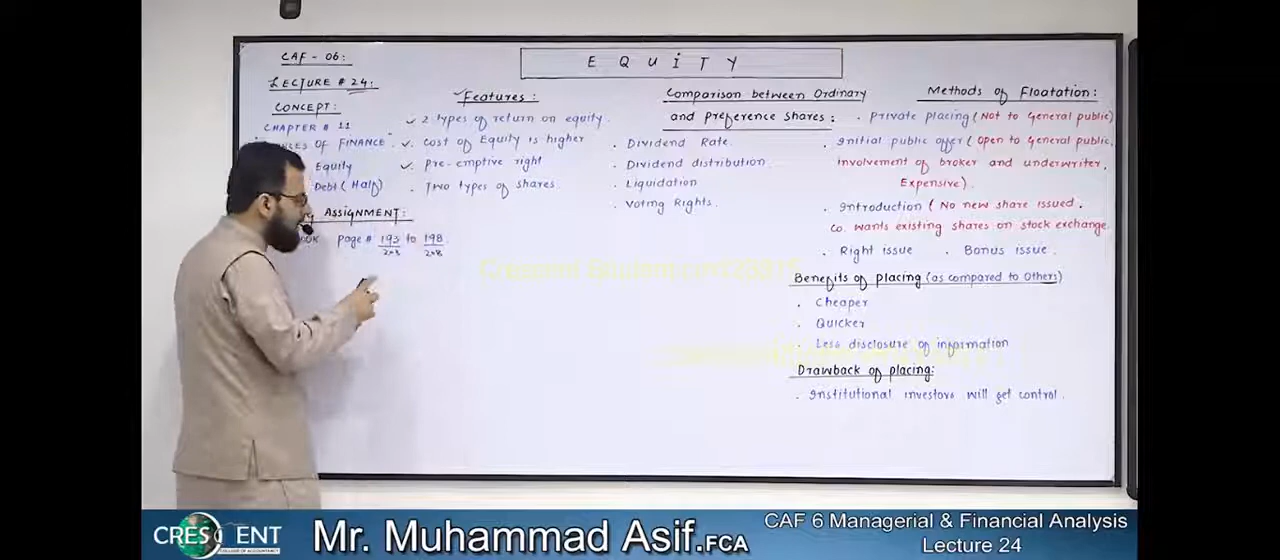 CAF - 06:
LECTURE # 24:
CONCEPT:
CHAPTER # 11
OF FINANCE"
Equity
Debt (Half)
ASSIGNMENT:
Page # 193 to 198
EQUITY
Features:
2 types of return on equity.
Cost of Equity is higher
Pre-emptive right
Two types of shares.
Comparison between Ordinary
and preference shares:
Dividend Rate.
Dividend distribution.
Liquidation
Voting Rights.
Methods of Floatation:
Private placing (Not to General public)
Initial public offer (Open to General public,
involvement of broker and underwriter,
Expensive).
Introduction (No new share issued.
Co. wants existing shares on stock exchange.
Right issue . Bonus issue.
Benefits of placing (as compared to Others)
Cheaper
Quicker
Less disclosure of information
Drawback of placing:
Institutional investors will get control.
CRESCENT
COLLEGE OF ACCOUNTANCY
Mr. Muhammad Asif.FCA
CAF 6 Managerial & Financial Analysis
Lecture 24